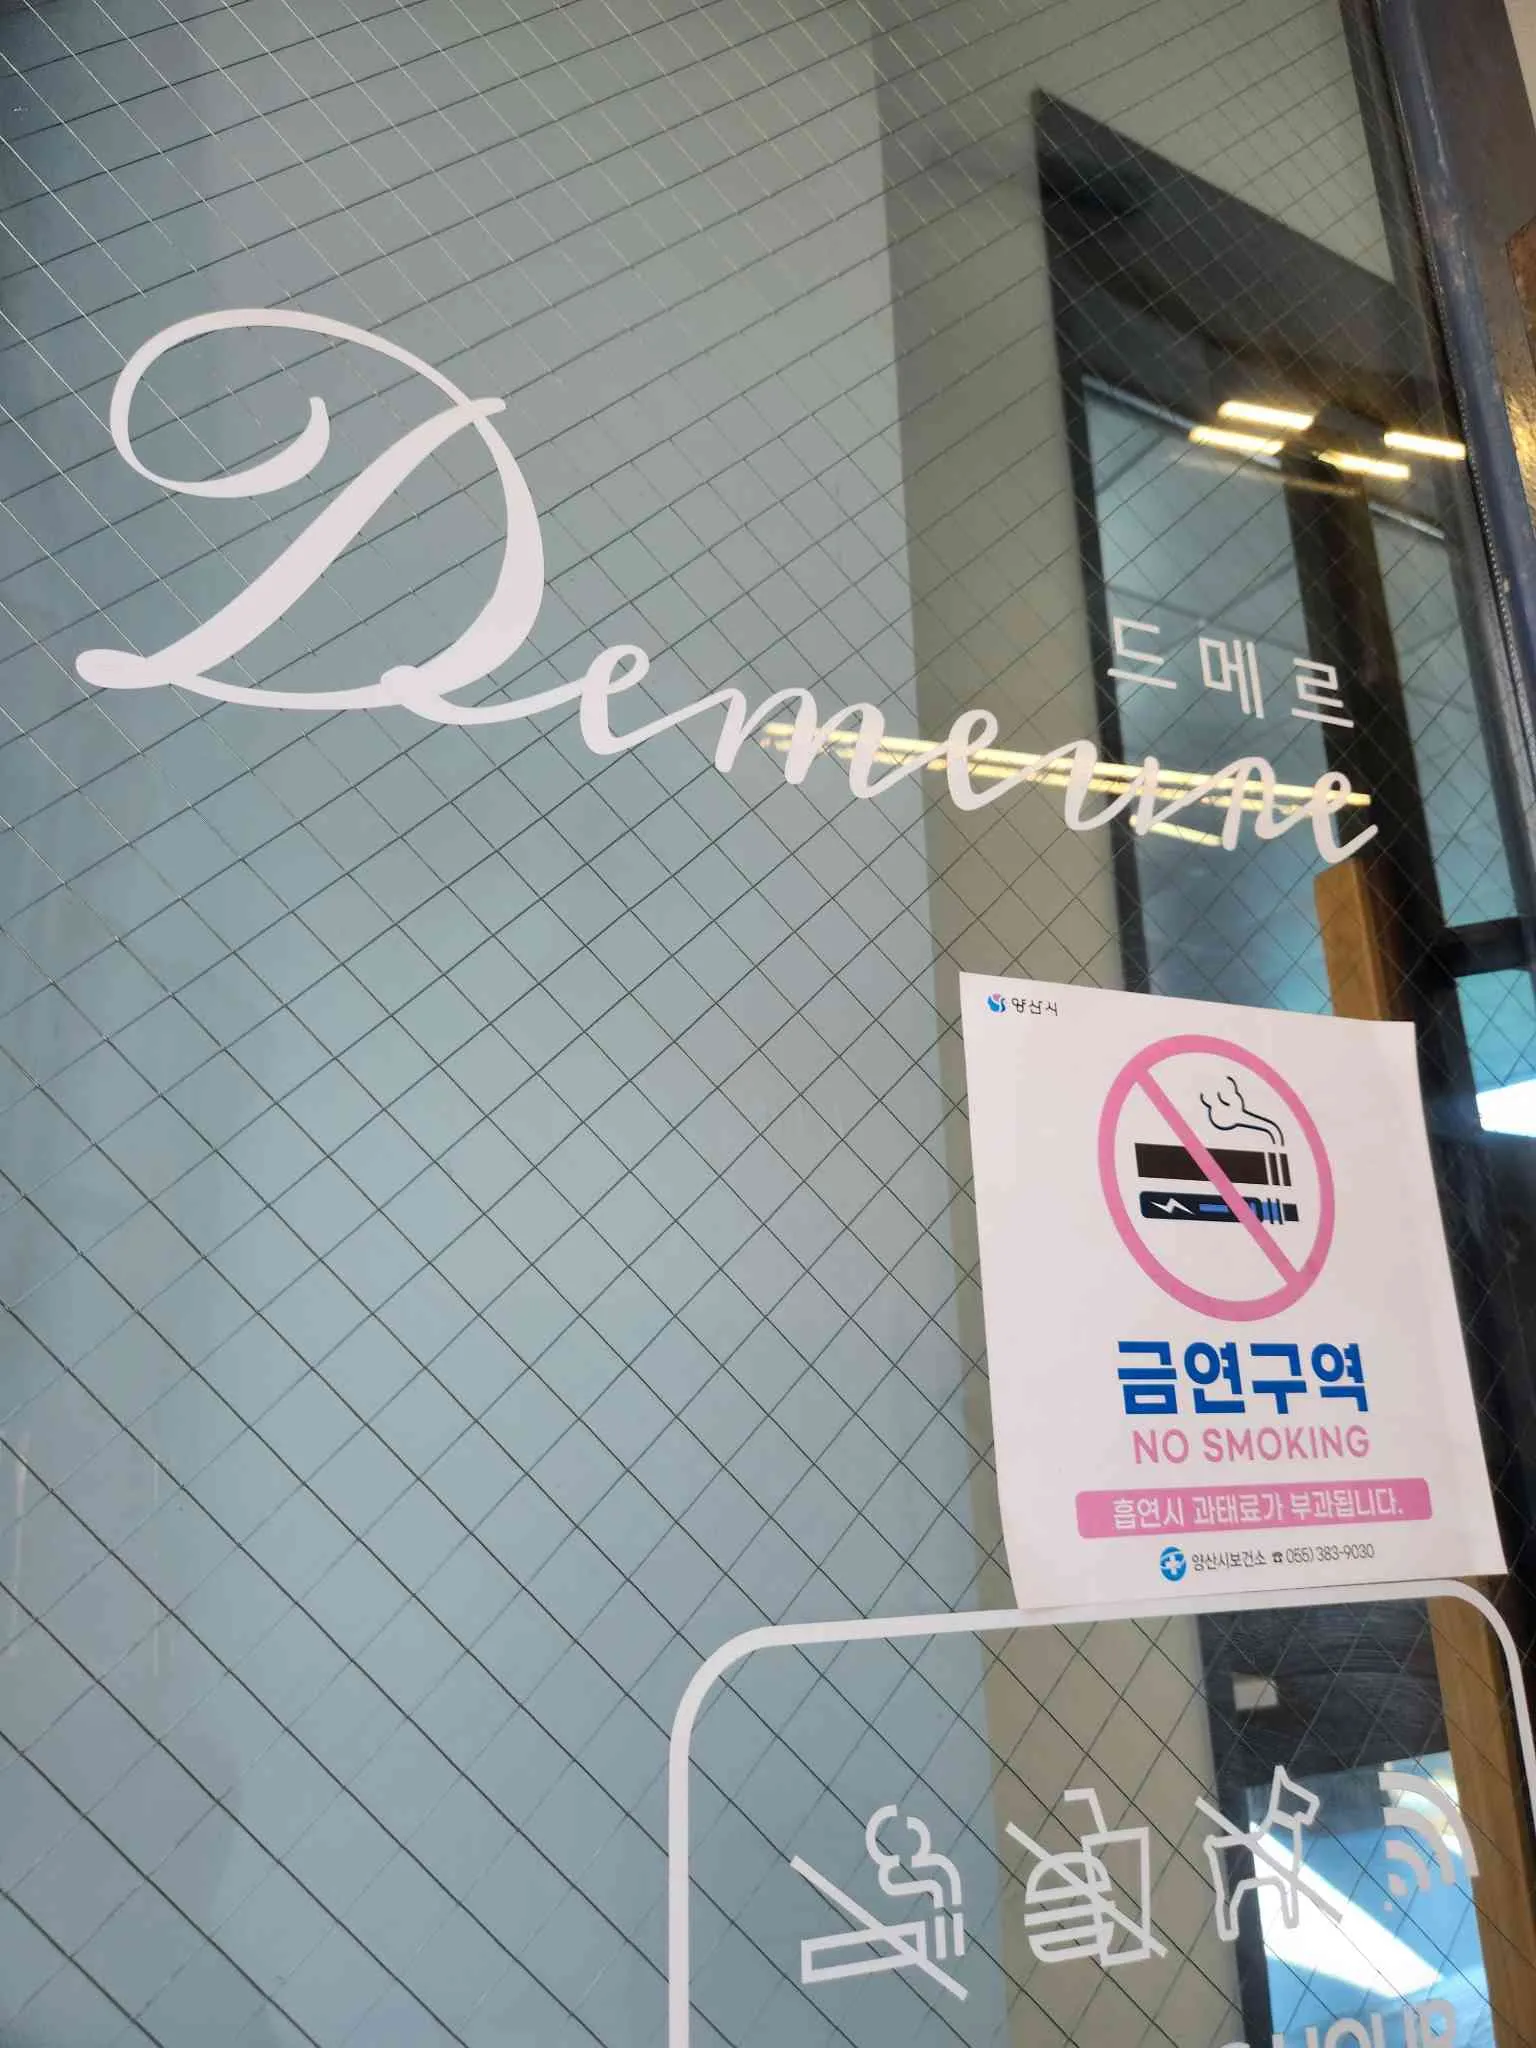 드메르
Demeure
양산시
금연구역
NO SMOKING
흡연시 과태료가 부과됩니다.
양산시보건소 ☎ 055) 383-9030
HOUR